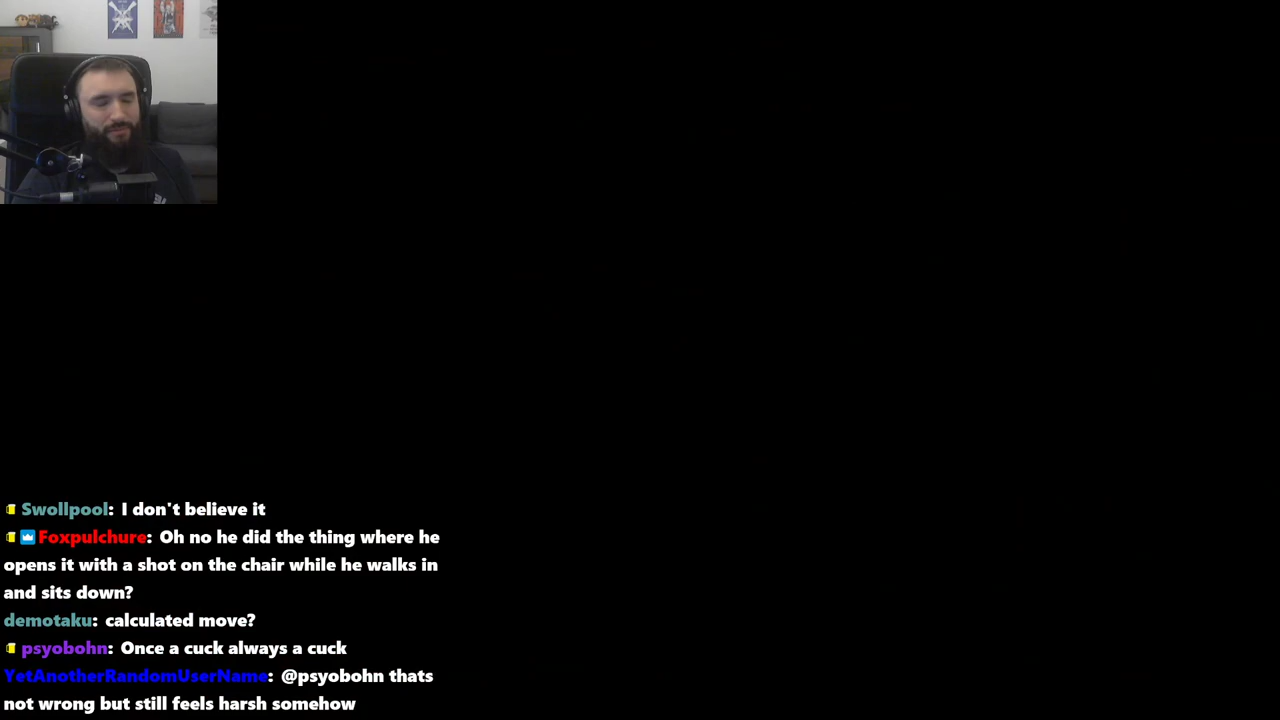 Swollpool: I don't believe it
Foxpulchure: Oh no he did the thing where he
opens it with a shot on the chair while he walks in
and sits down?
demotaku: calculated move?
psyobohn: Once a cuck always a cuck
YetAnotherRandomUserName: @psyobohn thats
not wrong but still feels harsh somehow